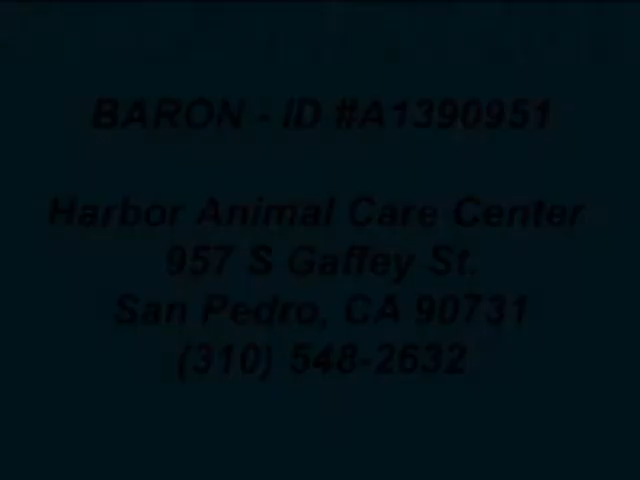 BARON - ID #A1390951
Harbor Animal Care Center
957 S Gaffey St.
San Pedro, CA 90731
(310) 548-2632